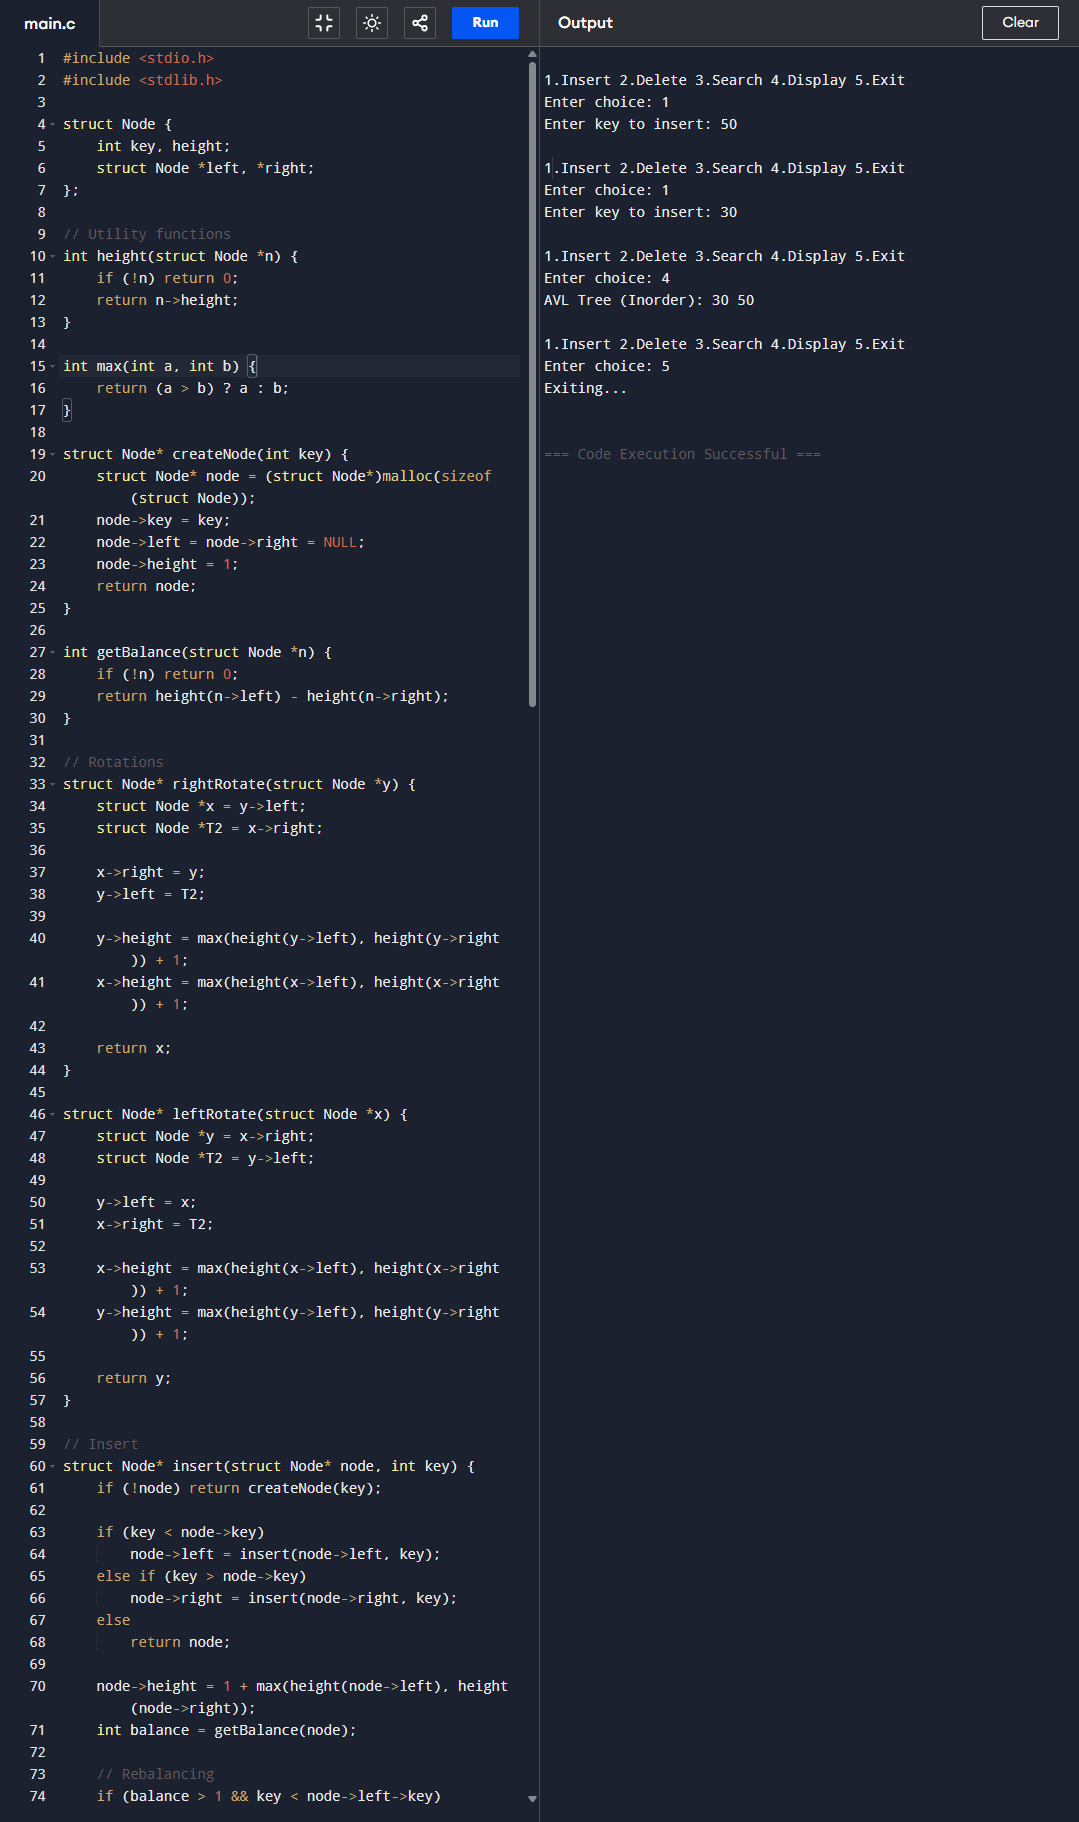 main.c
Run
Output
Clear
1 #include <stdio.h>
2 #include <stdlib.h>
3
4 struct Node {
5     int key, height;
6     struct Node *left, *right;
7 };
8
9 // Utility functions
10 int height(struct Node *n) {
11     if (!n) return 0;
12     return n->height;
13 }
14
15 int max(int a, int b) {
16     return (a > b) ? a : b;
17 }
18
19 struct Node* createNode(int key) {
20     struct Node* node = (struct Node*)malloc(sizeof
        (struct Node));
21     node->key = key;
22     node->left = node->right = NULL;
23     node->height = 1;
24     return node;
25 }
26
27 int getBalance(struct Node *n) {
28     if (!n) return 0;
29     return height(n->left) - height(n->right);
30 }
31
32 // Rotations
33 struct Node* rightRotate(struct Node *y) {
34     struct Node *x = y->left;
35     struct Node *T2 = x->right;
36
37     x->right = y;
38     y->left = T2;
39
40     y->height = max(height(y->left), height(y->right
        )) + 1;
41     x->height = max(height(x->left), height(x->right
        )) + 1;
42
43     return x;
44 }
45
46 struct Node* leftRotate(struct Node *x) {
47     struct Node *y = x->right;
48     struct Node *T2 = y->left;
49
50     y->left = x;
51     x->right = T2;
52
53     x->height = max(height(x->left), height(x->right
        )) + 1;
54     y->height = max(height(y->left), height(y->right
        )) + 1;
55
56     return y;
57 }
58
59 // Insert
60 struct Node* insert(struct Node* node, int key) {
61     if (!node) return createNode(key);
62
63     if (key < node->key)
64         node->left = insert(node->left, key);
65     else if (key > node->key)
66         node->right = insert(node->right, key);
67     else
68         return node;
69
70     node->height = 1 + max(height(node->left), height
        (node->right));
71     int balance = getBalance(node);
72
73     // Rebalancing
74     if (balance > 1 && key < node->left->key)
1.Insert 2.Delete 3.Search 4.Display 5.Exit
Enter choice: 1
Enter key to insert: 50
1.Insert 2.Delete 3.Search 4.Display 5.Exit
Enter choice: 1
Enter key to insert: 30
1.Insert 2.Delete 3.Search 4.Display 5.Exit
Enter choice: 4
AVL Tree (Inorder): 30 50
1.Insert 2.Delete 3.Search 4.Display 5.Exit
Enter choice: 5
Exiting...
=== Code Execution Successful ===